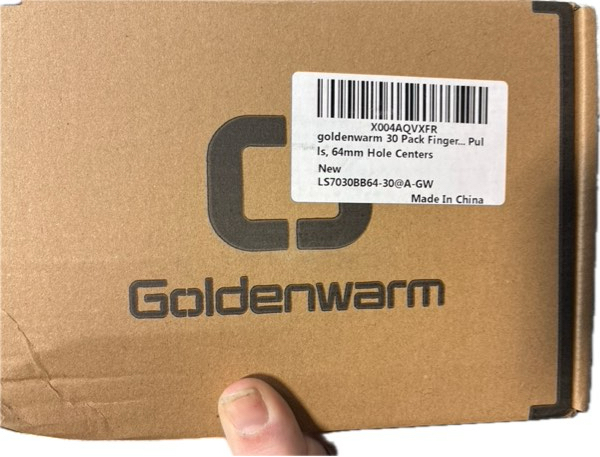 X004AQVXFR
goldenwarm 30 Pack Finger... Pul
ls, 64mm Hole Centers
New
LS7030BB64-30@A-GW
Made In China
Goldenwarm